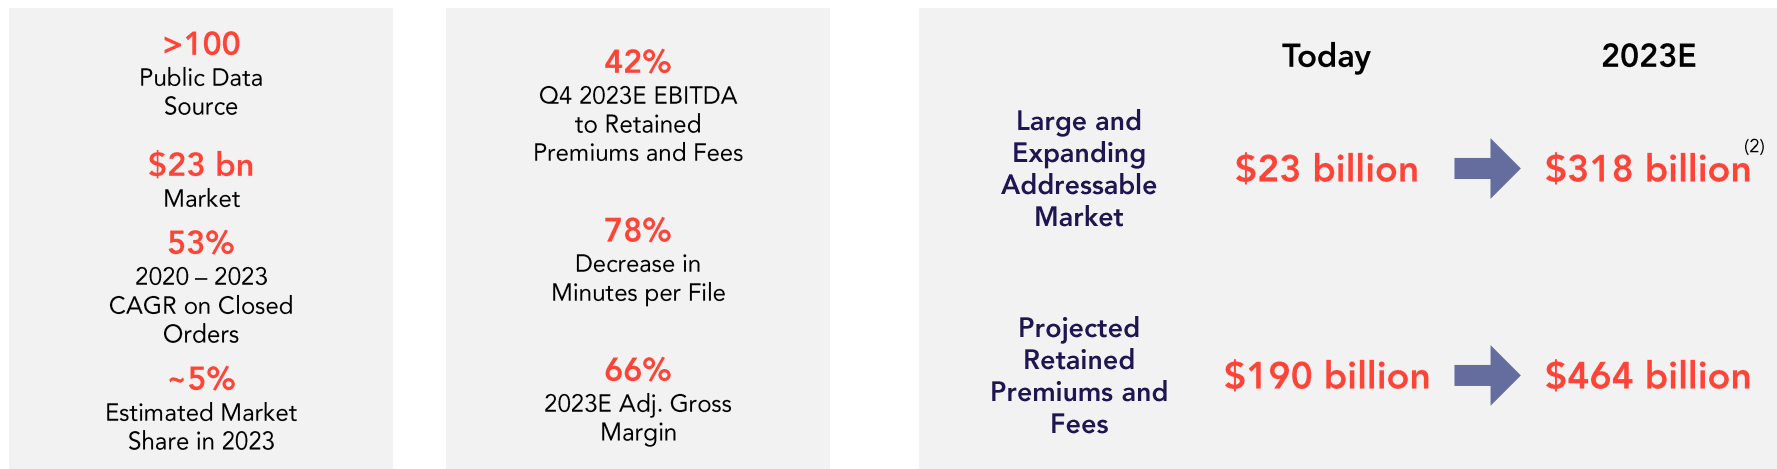 >100
Public Data
Source
$23 bn
Market
53%
2020 – 2023
CAGR on Closed
Orders
~5%
Estimated Market
Share in 2023
42%
Q4 2023E EBITDA
to Retained
Premiums and Fees
78%
Decrease in
Minutes per File
66%
2023E Adj. Gross
Margin
Today 2023E
Large and
Expanding
Addressable
Market
$23 billion $318 billion (2)
Projected
Retained
Premiums and
Fees
$190 billion $464 billion